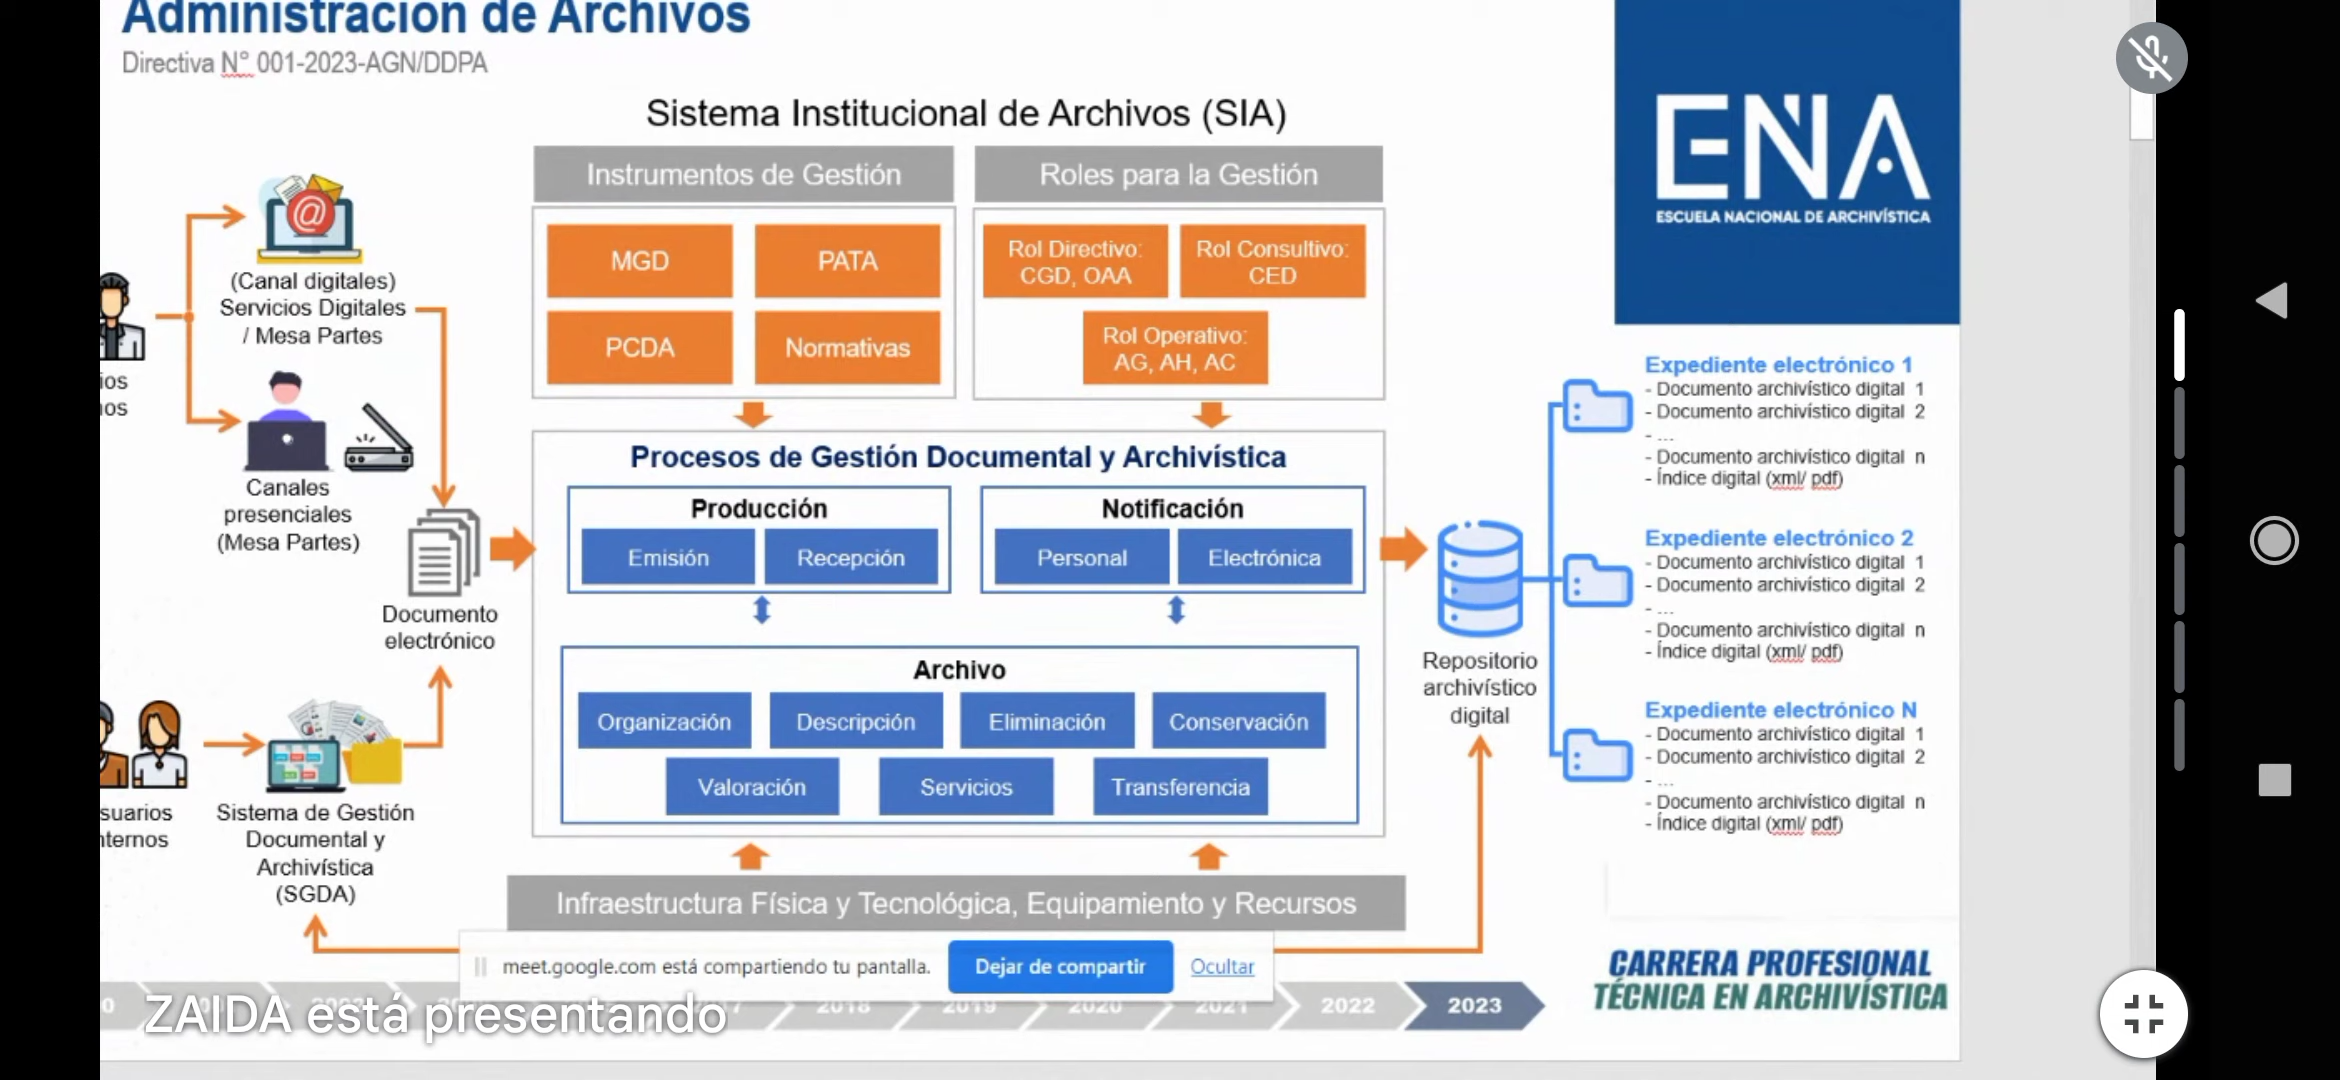 Administración de Archivos
Directiva N° 001-2023-AGN/DDPA
Sistema Institucional de Archivos (SIA)
Instrumentos de Gestión
Roles para la Gestión
MGD
PATA
PCDA
Normativas
Rol Directivo:
CGD, OAA
Rol Consultivo:
CED
Rol Operativo:
AG, AH, AC
(Canal digitales)
Servicios Digitales
/ Mesa Partes
ios
nos
Canales
presenciales
(Mesa Partes)
Documento
electrónico
suarios
nternos
Sistema de Gestión
Documental y
Archivística
(SGDA)
Procesos de Gestión Documental y Archivística
Producción
Emisión
Recepción
Notificación
Personal
Electrónica
Archivo
Organización
Descripción
Eliminación
Conservación
Valoración
Servicios
Transferencia
Infraestructura Física y Tecnológica, Equipamiento y Recursos
Repositorio
archivístico
digital
ENA
ESCUELA NACIONAL DE ARCHIVÍSTICA
Expediente electrónico 1
- Documento archivístico digital 1
- Documento archivístico digital 2
- ...
- Documento archivístico digital n
- Índice digital (xml/ pdf)
Expediente electrónico 2
- Documento archivístico digital 1
- Documento archivístico digital 2
- ...
- Documento archivístico digital n
- Índice digital (xml/ pdf)
Expediente electrónico N
- Documento archivístico digital 1
- Documento archivístico digital 2
- ...
- Documento archivístico digital n
- Índice digital (xml/ pdf)
CARRERA PROFESIONAL
TÉCNICA EN ARCHIVÍSTICA
meet.google.com está compartiendo tu pantalla.
Dejar de compartir
Ocultar
2018 2019 2020 2021 2022 2023
ZAIDA está presentando